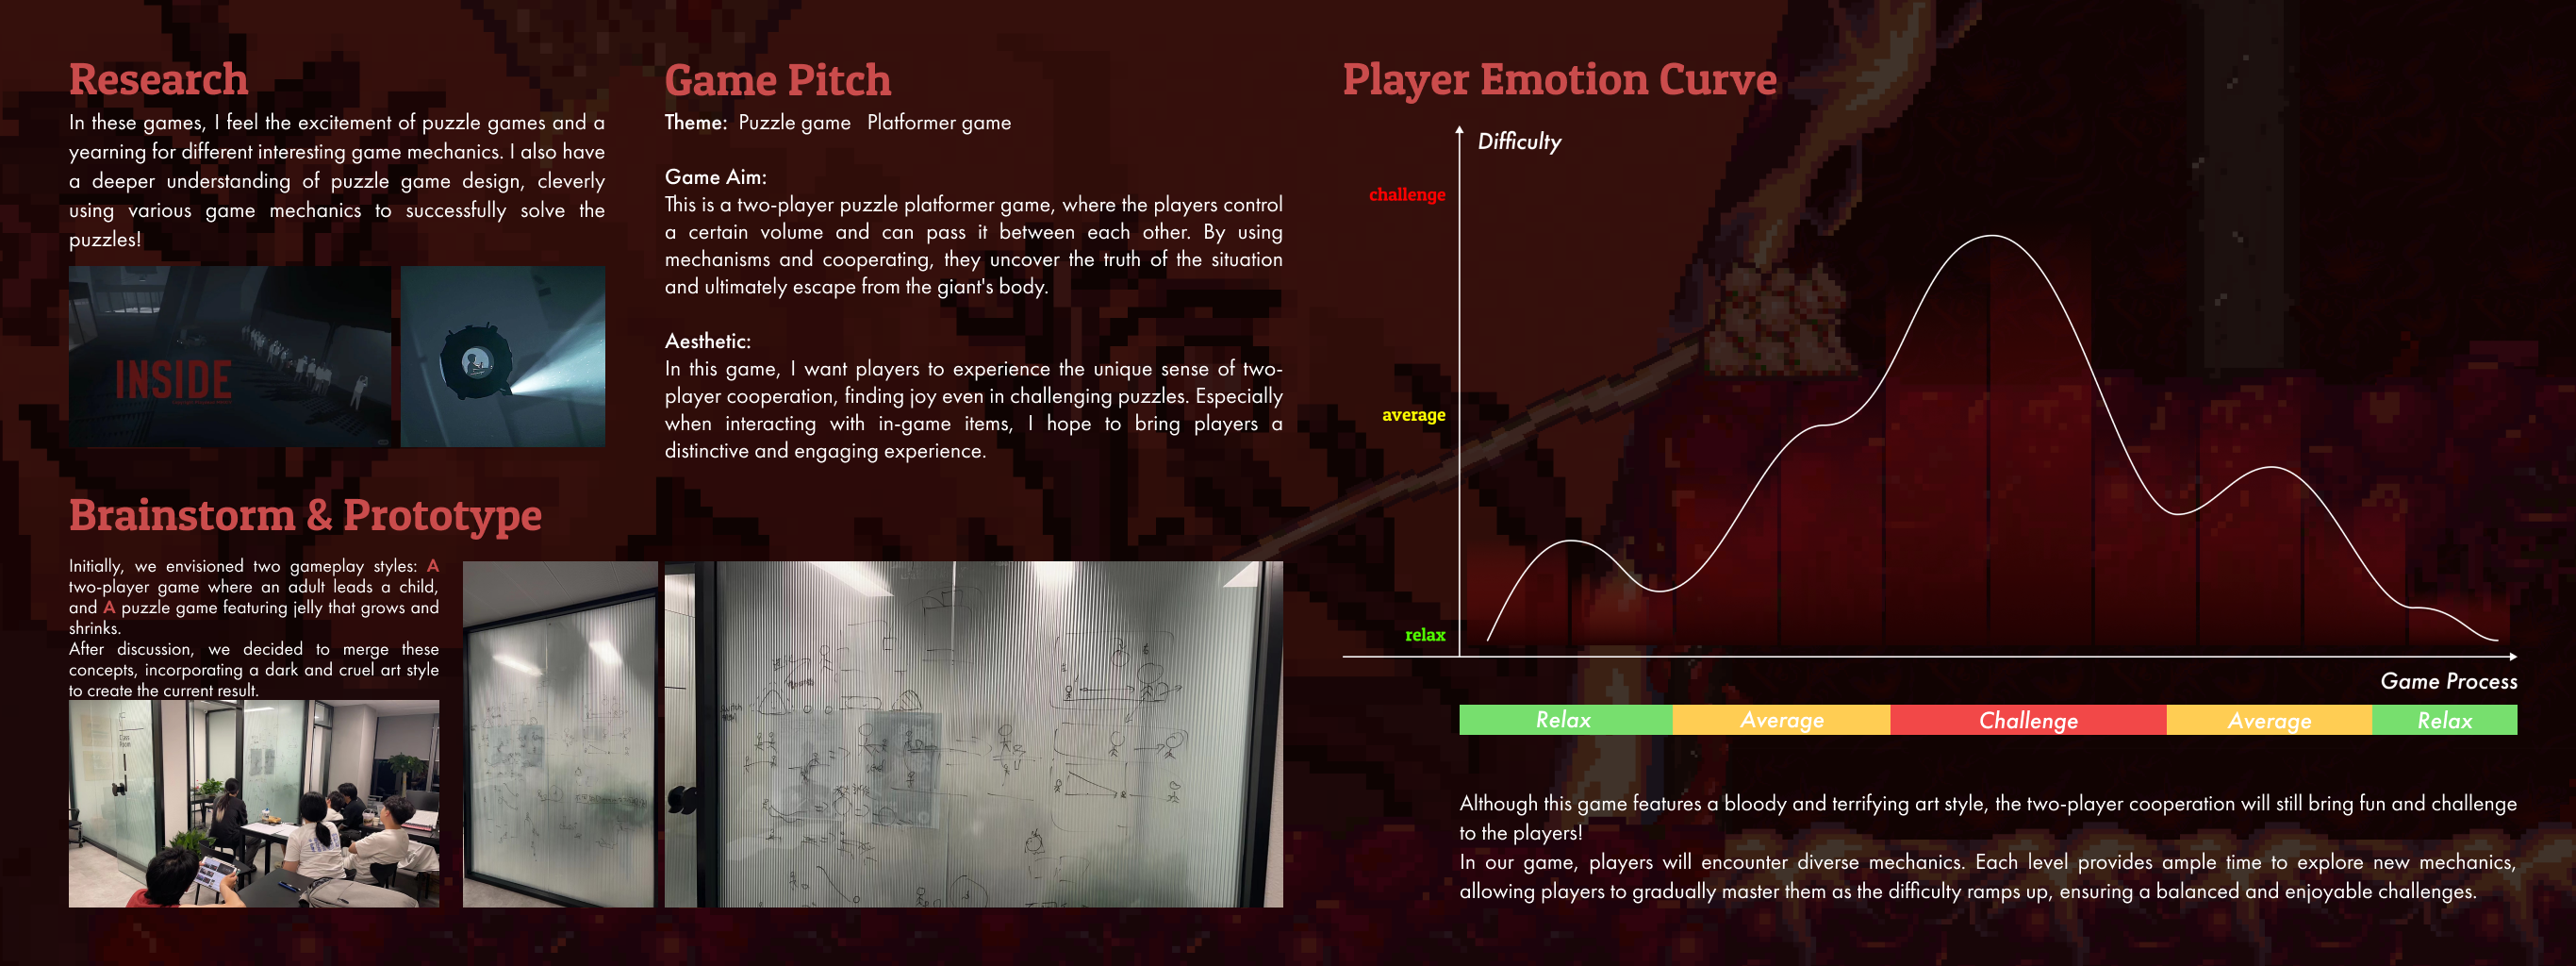 Research
In these games, I feel the excitement of puzzle games and a
yearning for different interesting game mechanics. I also have
a deeper understanding of puzzle game design, cleverly
using various game mechanics to successfully solve the
puzzles!
INSIDE
Brainstorm & Prototype
Initially, we envisioned two gameplay styles: A
two-player game where an adult leads a child,
and A puzzle game featuring jelly that grows and
shrinks.
After discussion, we decided to merge these
concepts, incorporating a dark and cruel art style
to create the current result.
Game Pitch
Theme: Puzzle game Platformer game
Game Aim:
This is a two-player puzzle platformer game, where the players control
a certain volume and can pass it between each other. By using
mechanisms and cooperating, they uncover the truth of the situation
and ultimately escape from the giant's body.
Aesthetic:
In this game, I want players to experience the unique sense of two-
player cooperation, finding joy even in challenging puzzles. Especially
when interacting with in-game items, I hope to bring players a
distinctive and engaging experience.
Player Emotion Curve
Difficulty
challenge
average
relax
Game Process
Relax Average Challenge Average Relax
Although this game features a bloody and terrifying art style, the two-player cooperation will still bring fun and challenge
to the players!
In our game, players will encounter diverse mechanics. Each level provides ample time to explore new mechanics,
allowing players to gradually master them as the difficulty ramps up, ensuring a balanced and enjoyable challenges.